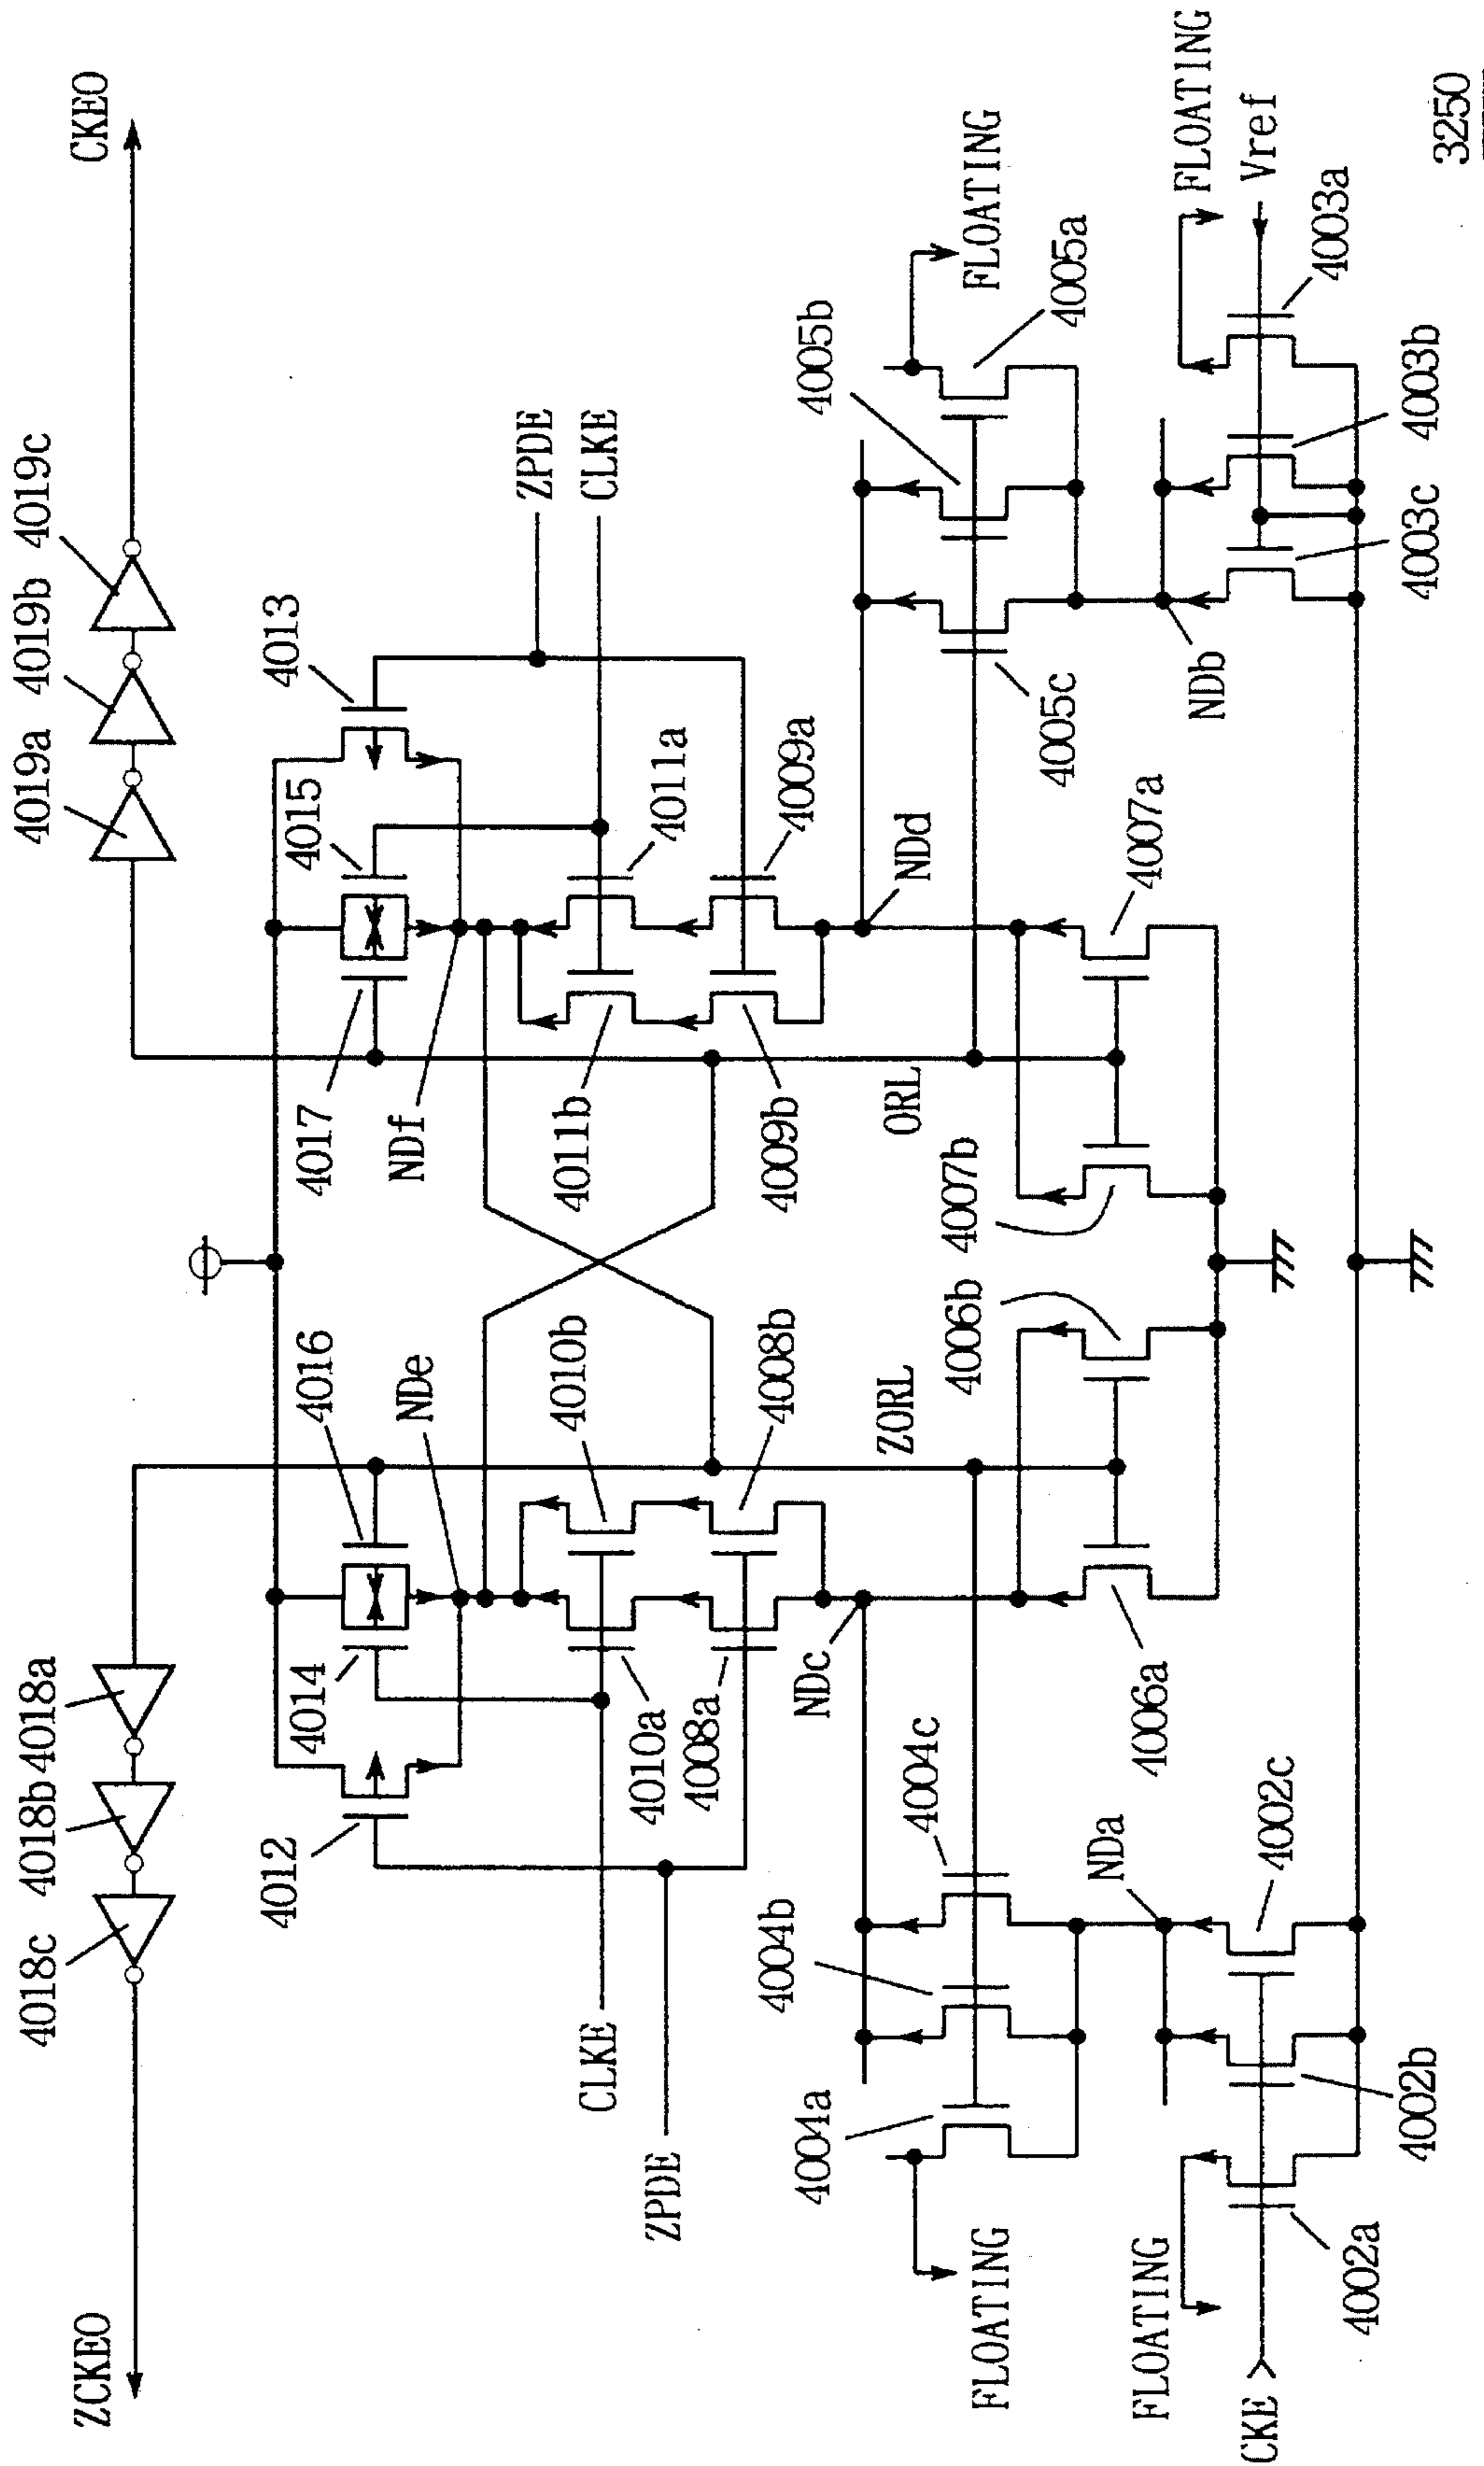 ZCKEO
4018c
4018b
4018a
4019a
4019b
4019c
CKEO
4012
4014
4016
NDe
4017
NDf
4015
4013
ZPDE
CLKE
CLKE
ZPDE
4010a
4008a
4010b
4008b
4011b
4009b
4011a
4009a
NDc
ZORL
ORL
NDd
4004a
4004b
4004c
4005c
4005b
4005a
FLOATING
FLOATING
4006a
4006b
4007b
4007a
FLOATING
NDa
NDb
FLOATING
CKE
Vref
4002a
4002b
4002c
4003c
4003b
4003a
3250